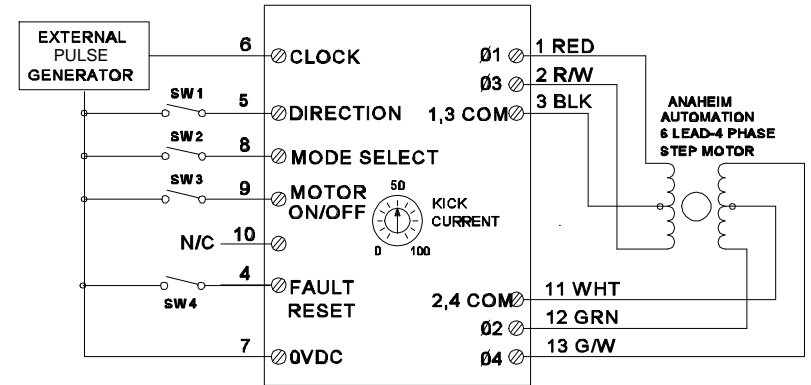 EXTERNAL
PULSE
GENERATOR
6
CLOCK
SW1
5
DIRECTION
SW2
8
MODE SELECT
SW3
9
MOTOR
ON/OFF
N/C 10
4
SW4
FAULT
RESET
7
0VDC
50
KICK
CURRENT
0
100
Ø1
1 RED
Ø3
2 R/W
1,3 COM
3 BLK
ANAHEIM
AUTOMATION
6 LEAD-4 PHASE
STEP MOTOR
2,4 COM
11 WHT
Ø2
12 GRN
Ø4
13 G/W